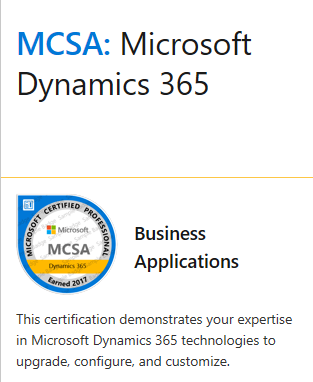 MCSA: Microsoft
Dynamics 365
MICROSOFT CERTIFIED PROFESSIONAL
Microsoft
MCSA
Dynamics 365
Earned 2017
Business
Applications
This certification demonstrates your expertise
in Microsoft Dynamics 365 technologies to
upgrade, configure, and customize.